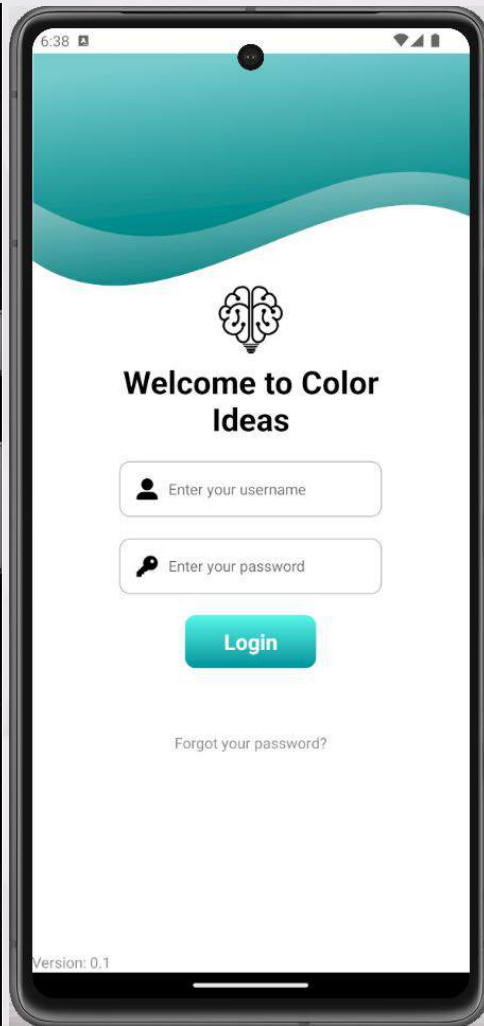 6:38
Welcome to Color
Ideas
Enter your username
Enter your password
Login
Forgot your password?
Version: 0.1